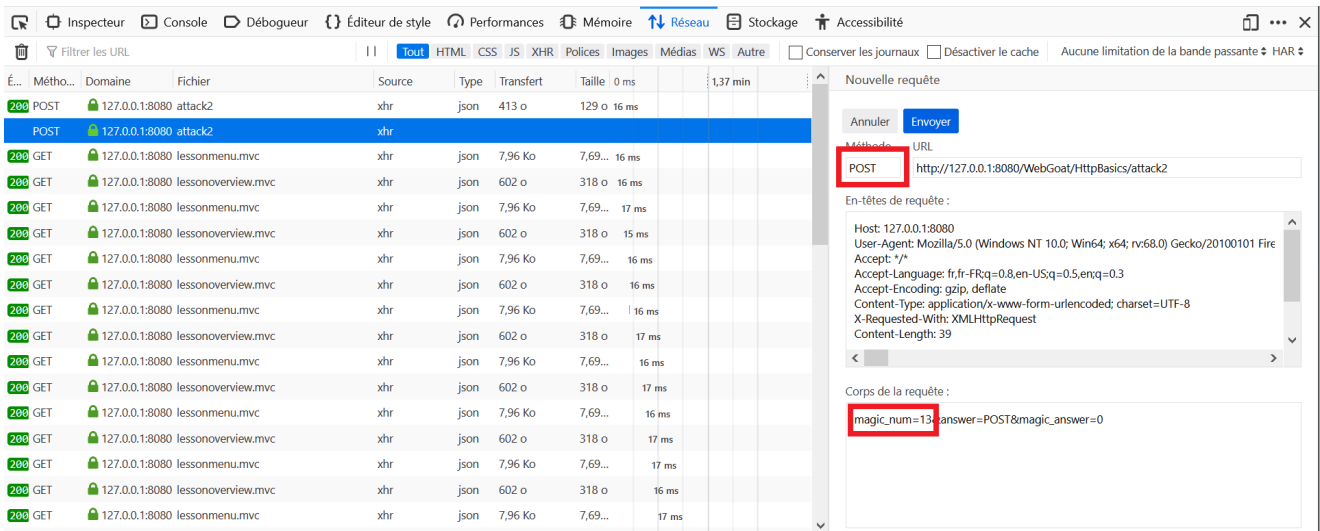 Inspecteur Console Débogueur {} Éditeur de style Performances Mémoire Réseau Stockage Accessibilité
Filtrer les URL Tout HTML CSS JS XHR Polices Images Médias WS Autre Conserver les journaux Désactiver le cache Aucune limitation de la bande passante HAR
É... Métho... Domaine Fichier Source Type Transfert Taille 0 ms 1,37 min
200 POST 127.0.0.1:8080 attack2 xhr json 413 o 129 o 16 ms
POST 127.0.0.1:8080 attack2 xhr
200 GET 127.0.0.1:8080 lessonmenu.mvc xhr json 7,96 Ko 7,69... 16 ms
200 GET 127.0.0.1:8080 lessonoverview.mvc xhr json 602 o 318 o 16 ms
200 GET 127.0.0.1:8080 lessonmenu.mvc xhr json 7,96 Ko 7,69... 17 ms
200 GET 127.0.0.1:8080 lessonoverview.mvc xhr json 602 o 318 o 15 ms
200 GET 127.0.0.1:8080 lessonmenu.mvc xhr json 7,96 Ko 7,69... 16 ms
200 GET 127.0.0.1:8080 lessonoverview.mvc xhr json 602 o 318 o 16 ms
200 GET 127.0.0.1:8080 lessonmenu.mvc xhr json 7,96 Ko 7,69... 16 ms
200 GET 127.0.0.1:8080 lessonoverview.mvc xhr json 602 o 318 o 17 ms
200 GET 127.0.0.1:8080 lessonmenu.mvc xhr json 7,96 Ko 7,69... 16 ms
200 GET 127.0.0.1:8080 lessonoverview.mvc xhr json 602 o 318 o 17 ms
200 GET 127.0.0.1:8080 lessonmenu.mvc xhr json 7,96 Ko 7,69... 16 ms
200 GET 127.0.0.1:8080 lessonoverview.mvc xhr json 602 o 318 o 17 ms
200 GET 127.0.0.1:8080 lessonmenu.mvc xhr json 7,96 Ko 7,69... 17 ms
200 GET 127.0.0.1:8080 lessonoverview.mvc xhr json 602 o 318 o 16 ms
200 GET 127.0.0.1:8080 lessonmenu.mvc xhr json 7,96 Ko 7,69... 17 ms
Nouvelle requête
Annuler Envoyer
Méthode URL
POST http://127.0.0.1:8080/WebGoat/HttpBasics/attack2
En-têtes de requête :
Host: 127.0.0.1:8080
User-Agent: Mozilla/5.0 (Windows NT 10.0; Win64; x64; rv:68.0) Gecko/20100101 Fire
Accept: */*
Accept-Language: fr,fr-FR;q=0.8,en-US;q=0.5,en;q=0.3
Accept-Encoding: gzip, deflate
Content-Type: application/x-www-form-urlencoded; charset=UTF-8
X-Requested-With: XMLHttpRequest
Content-Length: 39
Corps de la requête :
magic_num=13&answer=POST&magic_answer=0